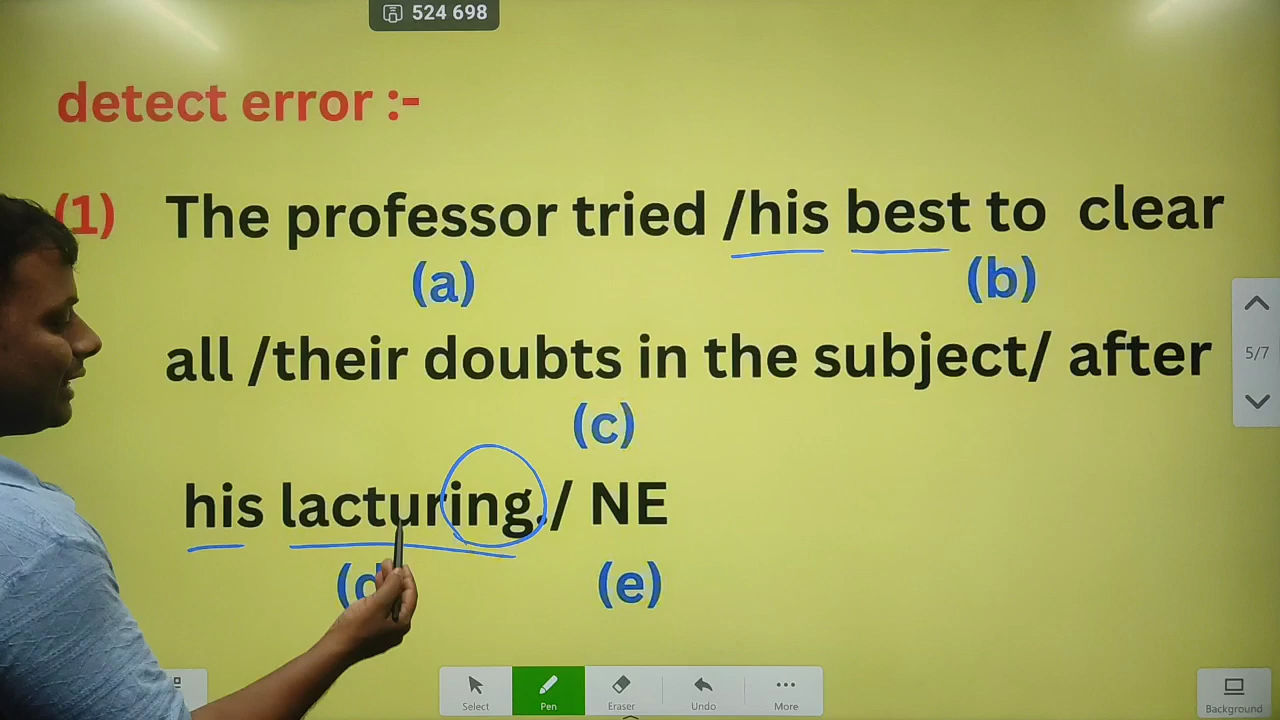 524 698
detect error :-
(1) The professor tried /his best to clear
(a) (b)
all /their doubts in the subject/ after
5/7
(c)
his lacturing./ NE
(e)
Select Pen Eraser Undo More Background